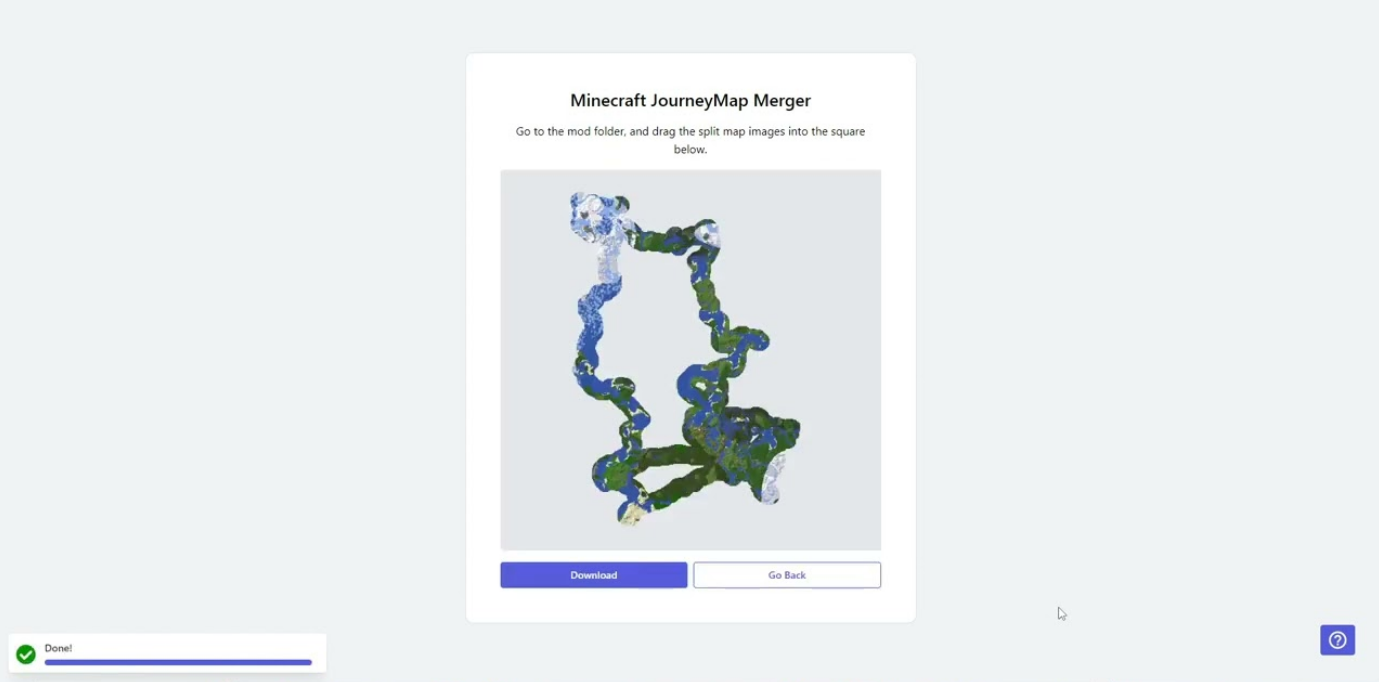 Minecraft JourneyMap Merger
Go to the mod folder, and drag the split map images into the square
below.
Download
Go Back
Done!